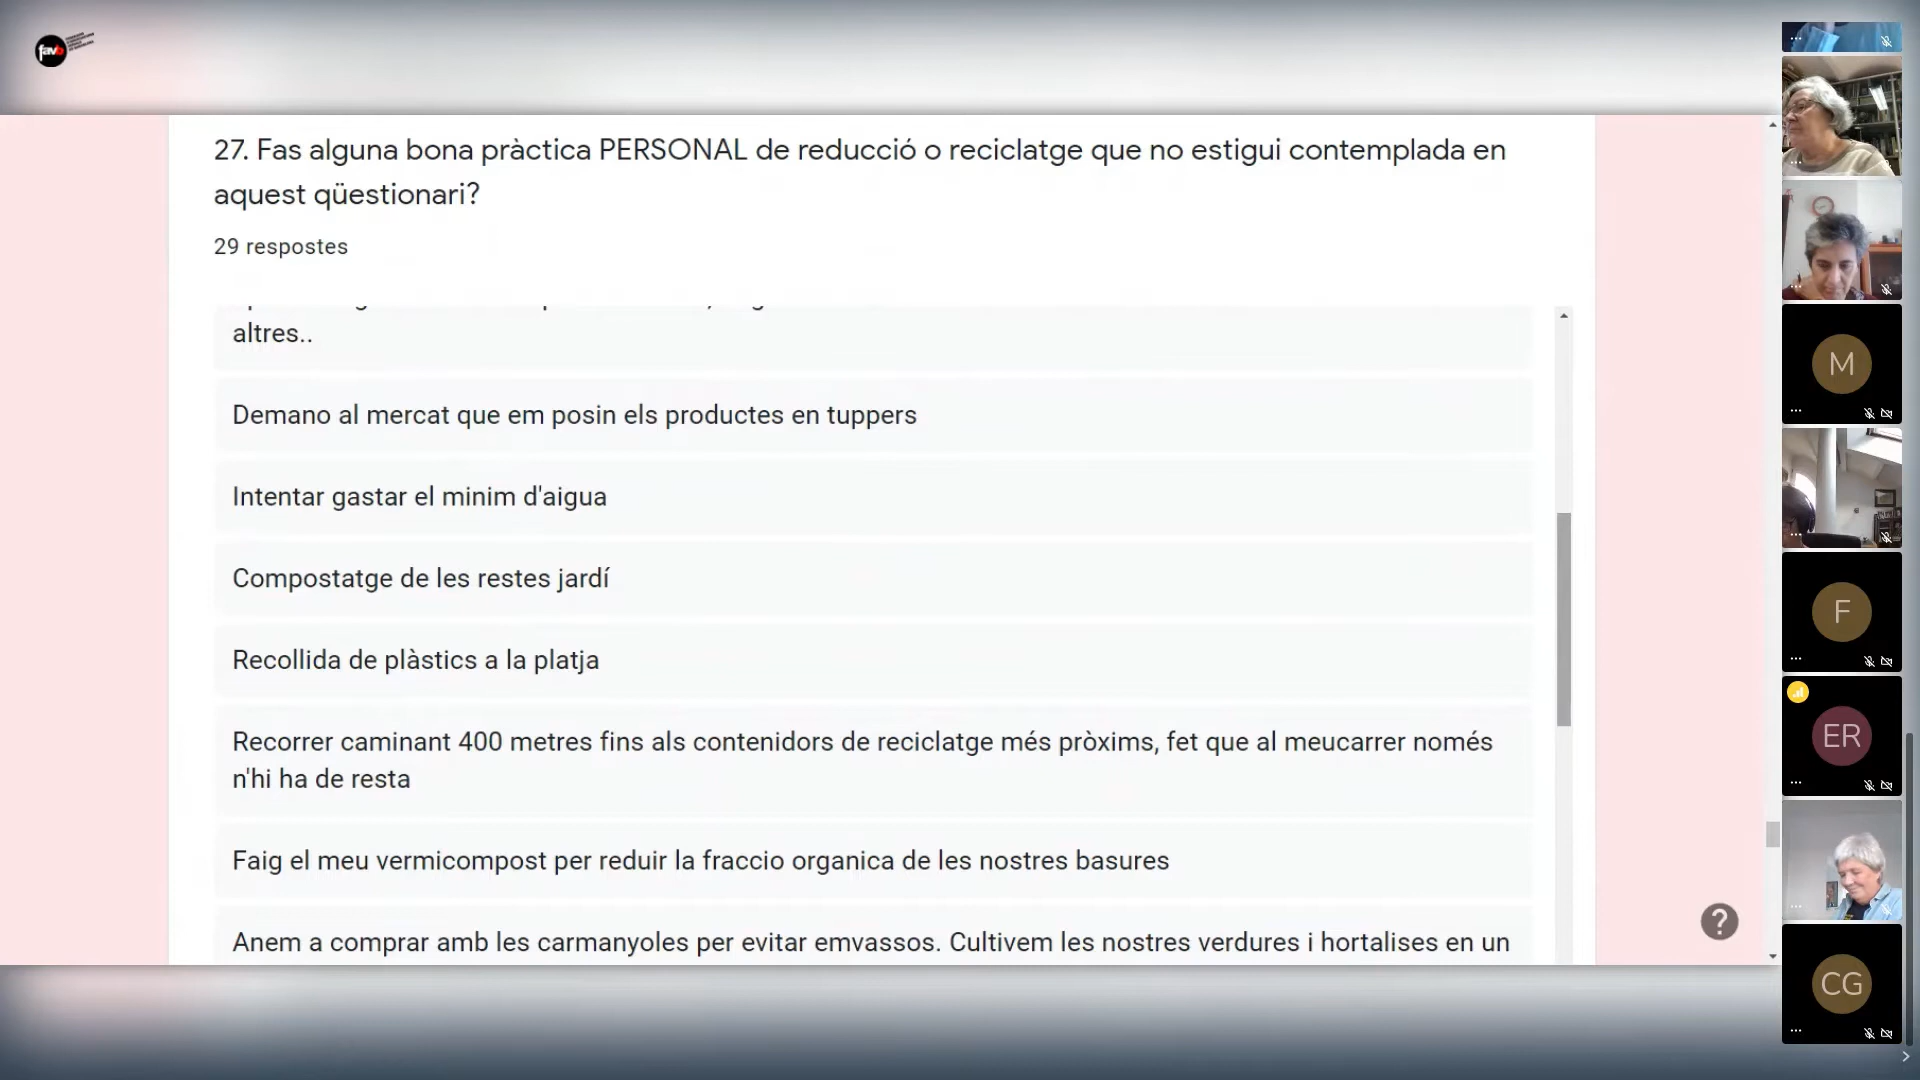 favb
27. Fas alguna bona pràctica PERSONAL de reducció o reciclatge que no estigui contemplada en
aquest qüestionari?
29 respostes
altres..
Demano al mercat que em posin els productes en tuppers
Intentar gastar el minim d'aigua
Compostatge de les restes jardí
Recollida de plàstics a la platja
Recorrer caminant 400 metres fins als contenidors de reciclatge més pròxims, fet que al meucarrer només
n'hi ha de resta
Faig el meu vermicompost per reduir la fraccio organica de les nostres basures
Anem a comprar amb les carmanyoles per evitar emvassos. Cultivem les nostres verdures i hortalises en un
M
F
ER
CG